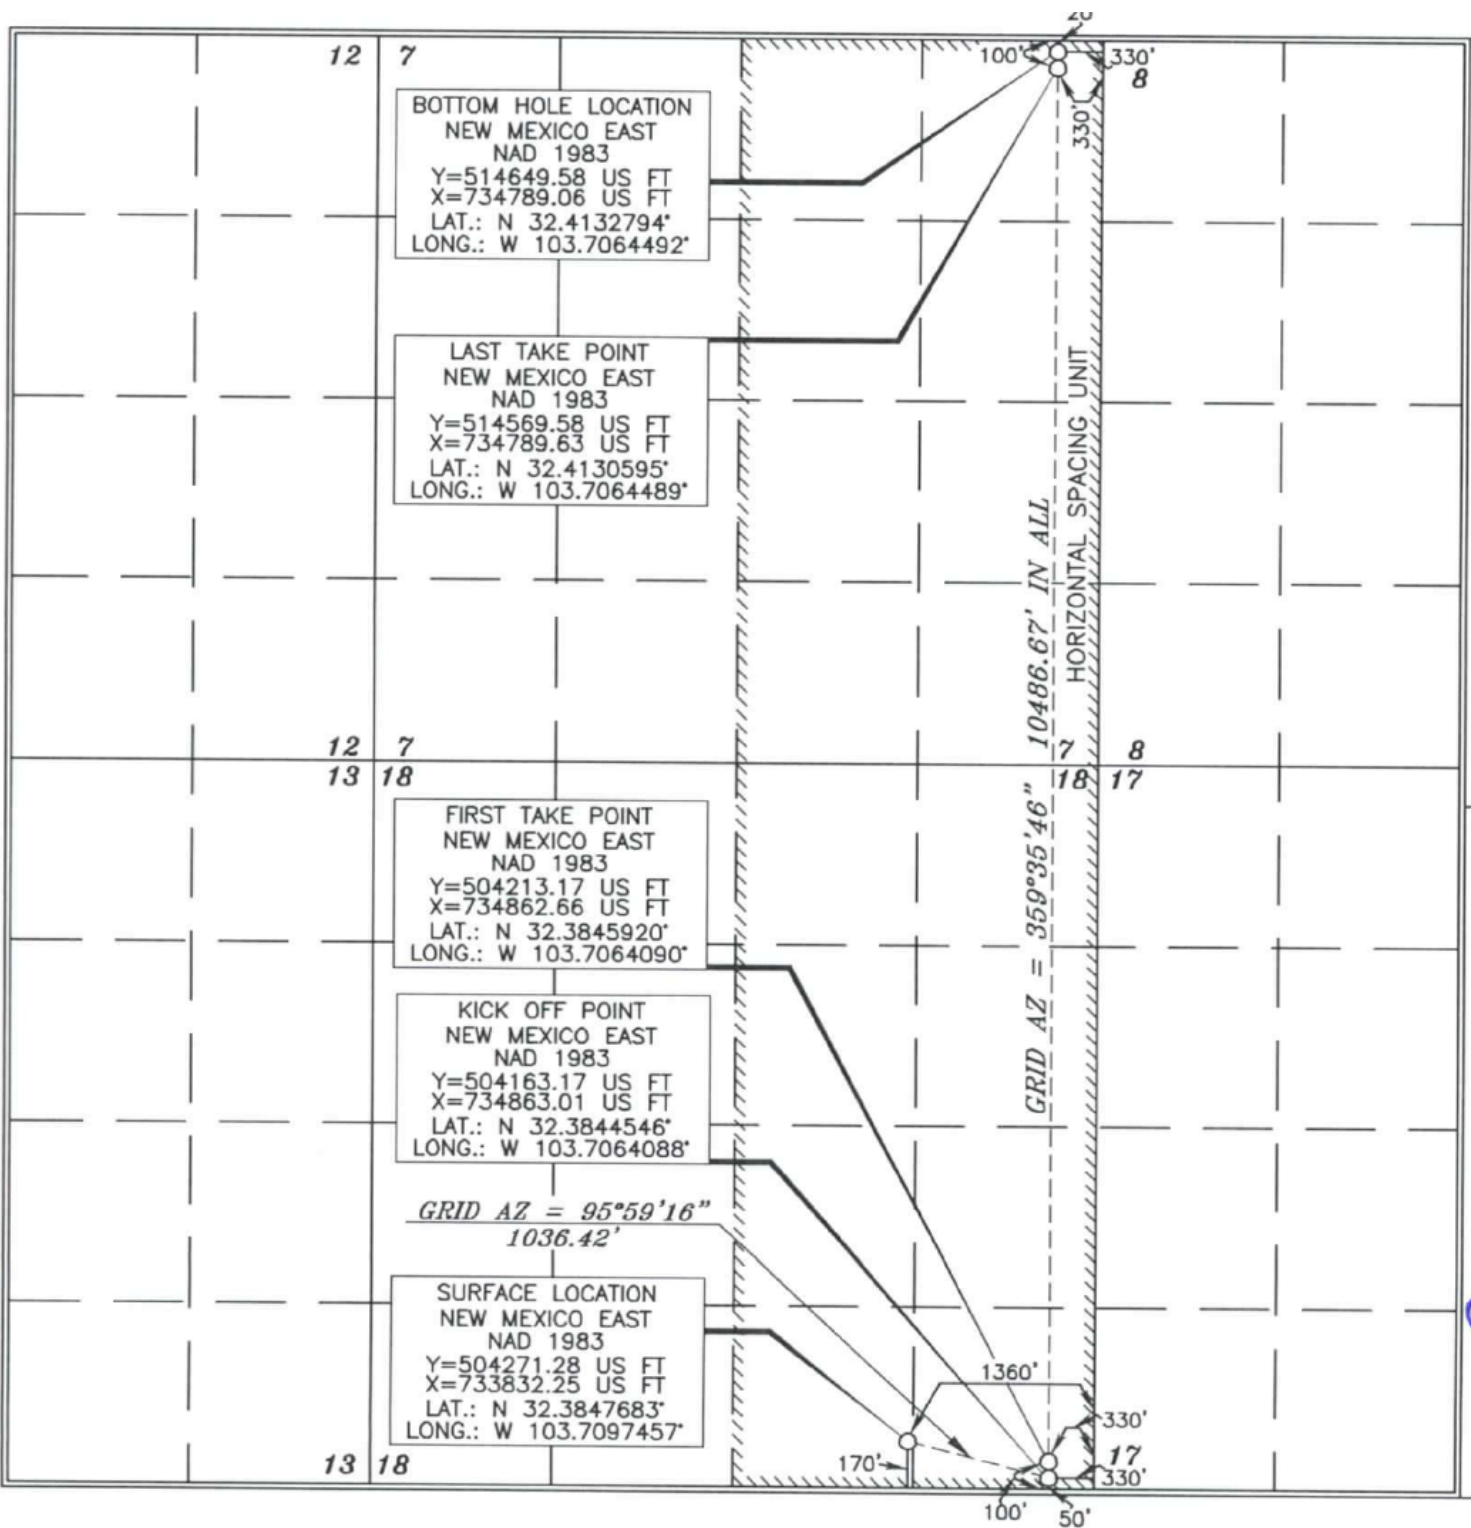 20
12 7
100'
330'
8
330'
BOTTOM HOLE LOCATION
NEW MEXICO EAST
NAD 1983
Y=514649.58 US FT
X=734789.06 US FT
LAT.: N 32.4132794°
LONG.: W 103.7064492°
LAST TAKE POINT
NEW MEXICO EAST
NAD 1983
Y=514569.58 US FT
X=734789.63 US FT
LAT.: N 32.4130595°
LONG.: W 103.7064489°
HORIZONTAL SPACING UNIT
GRID AZ = 359°35'46" 10486.67' IN ALL
12 7
13 18
7 8
18 17
FIRST TAKE POINT
NEW MEXICO EAST
NAD 1983
Y=504213.17 US FT
X=734862.66 US FT
LAT.: N 32.3845920°
LONG.: W 103.7064090°
KICK OFF POINT
NEW MEXICO EAST
NAD 1983
Y=504163.17 US FT
X=734863.01 US FT
LAT.: N 32.3844546°
LONG.: W 103.7064088°
GRID AZ = 95°59'16"
1036.42'
SURFACE LOCATION
NEW MEXICO EAST
NAD 1983
Y=504271.28 US FT
X=733832.25 US FT
LAT.: N 32.3847683°
LONG.: W 103.7097457°
1360'
330'
13 18
170'
17
330'
100'
50'